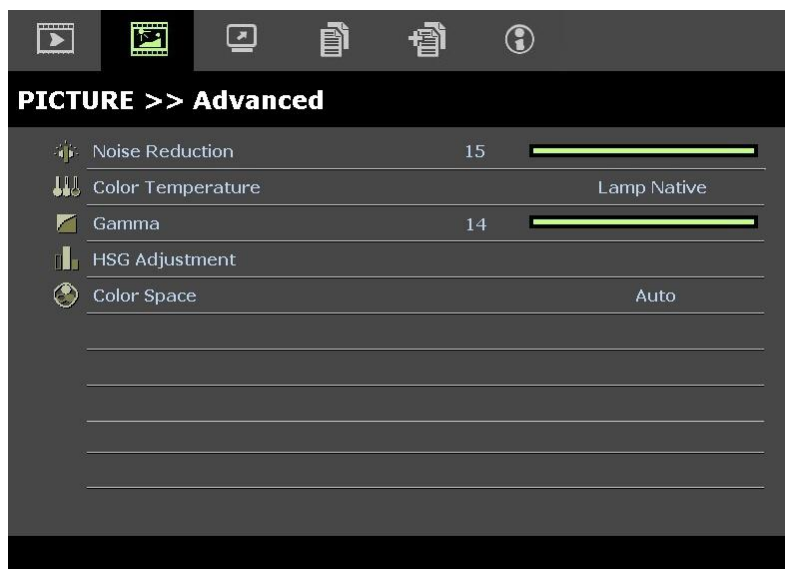 PICTURE >> Advanced
Noise Reduction 15
Color Temperature Lamp Native
Gamma 14
HSG Adjustment
Color Space Auto